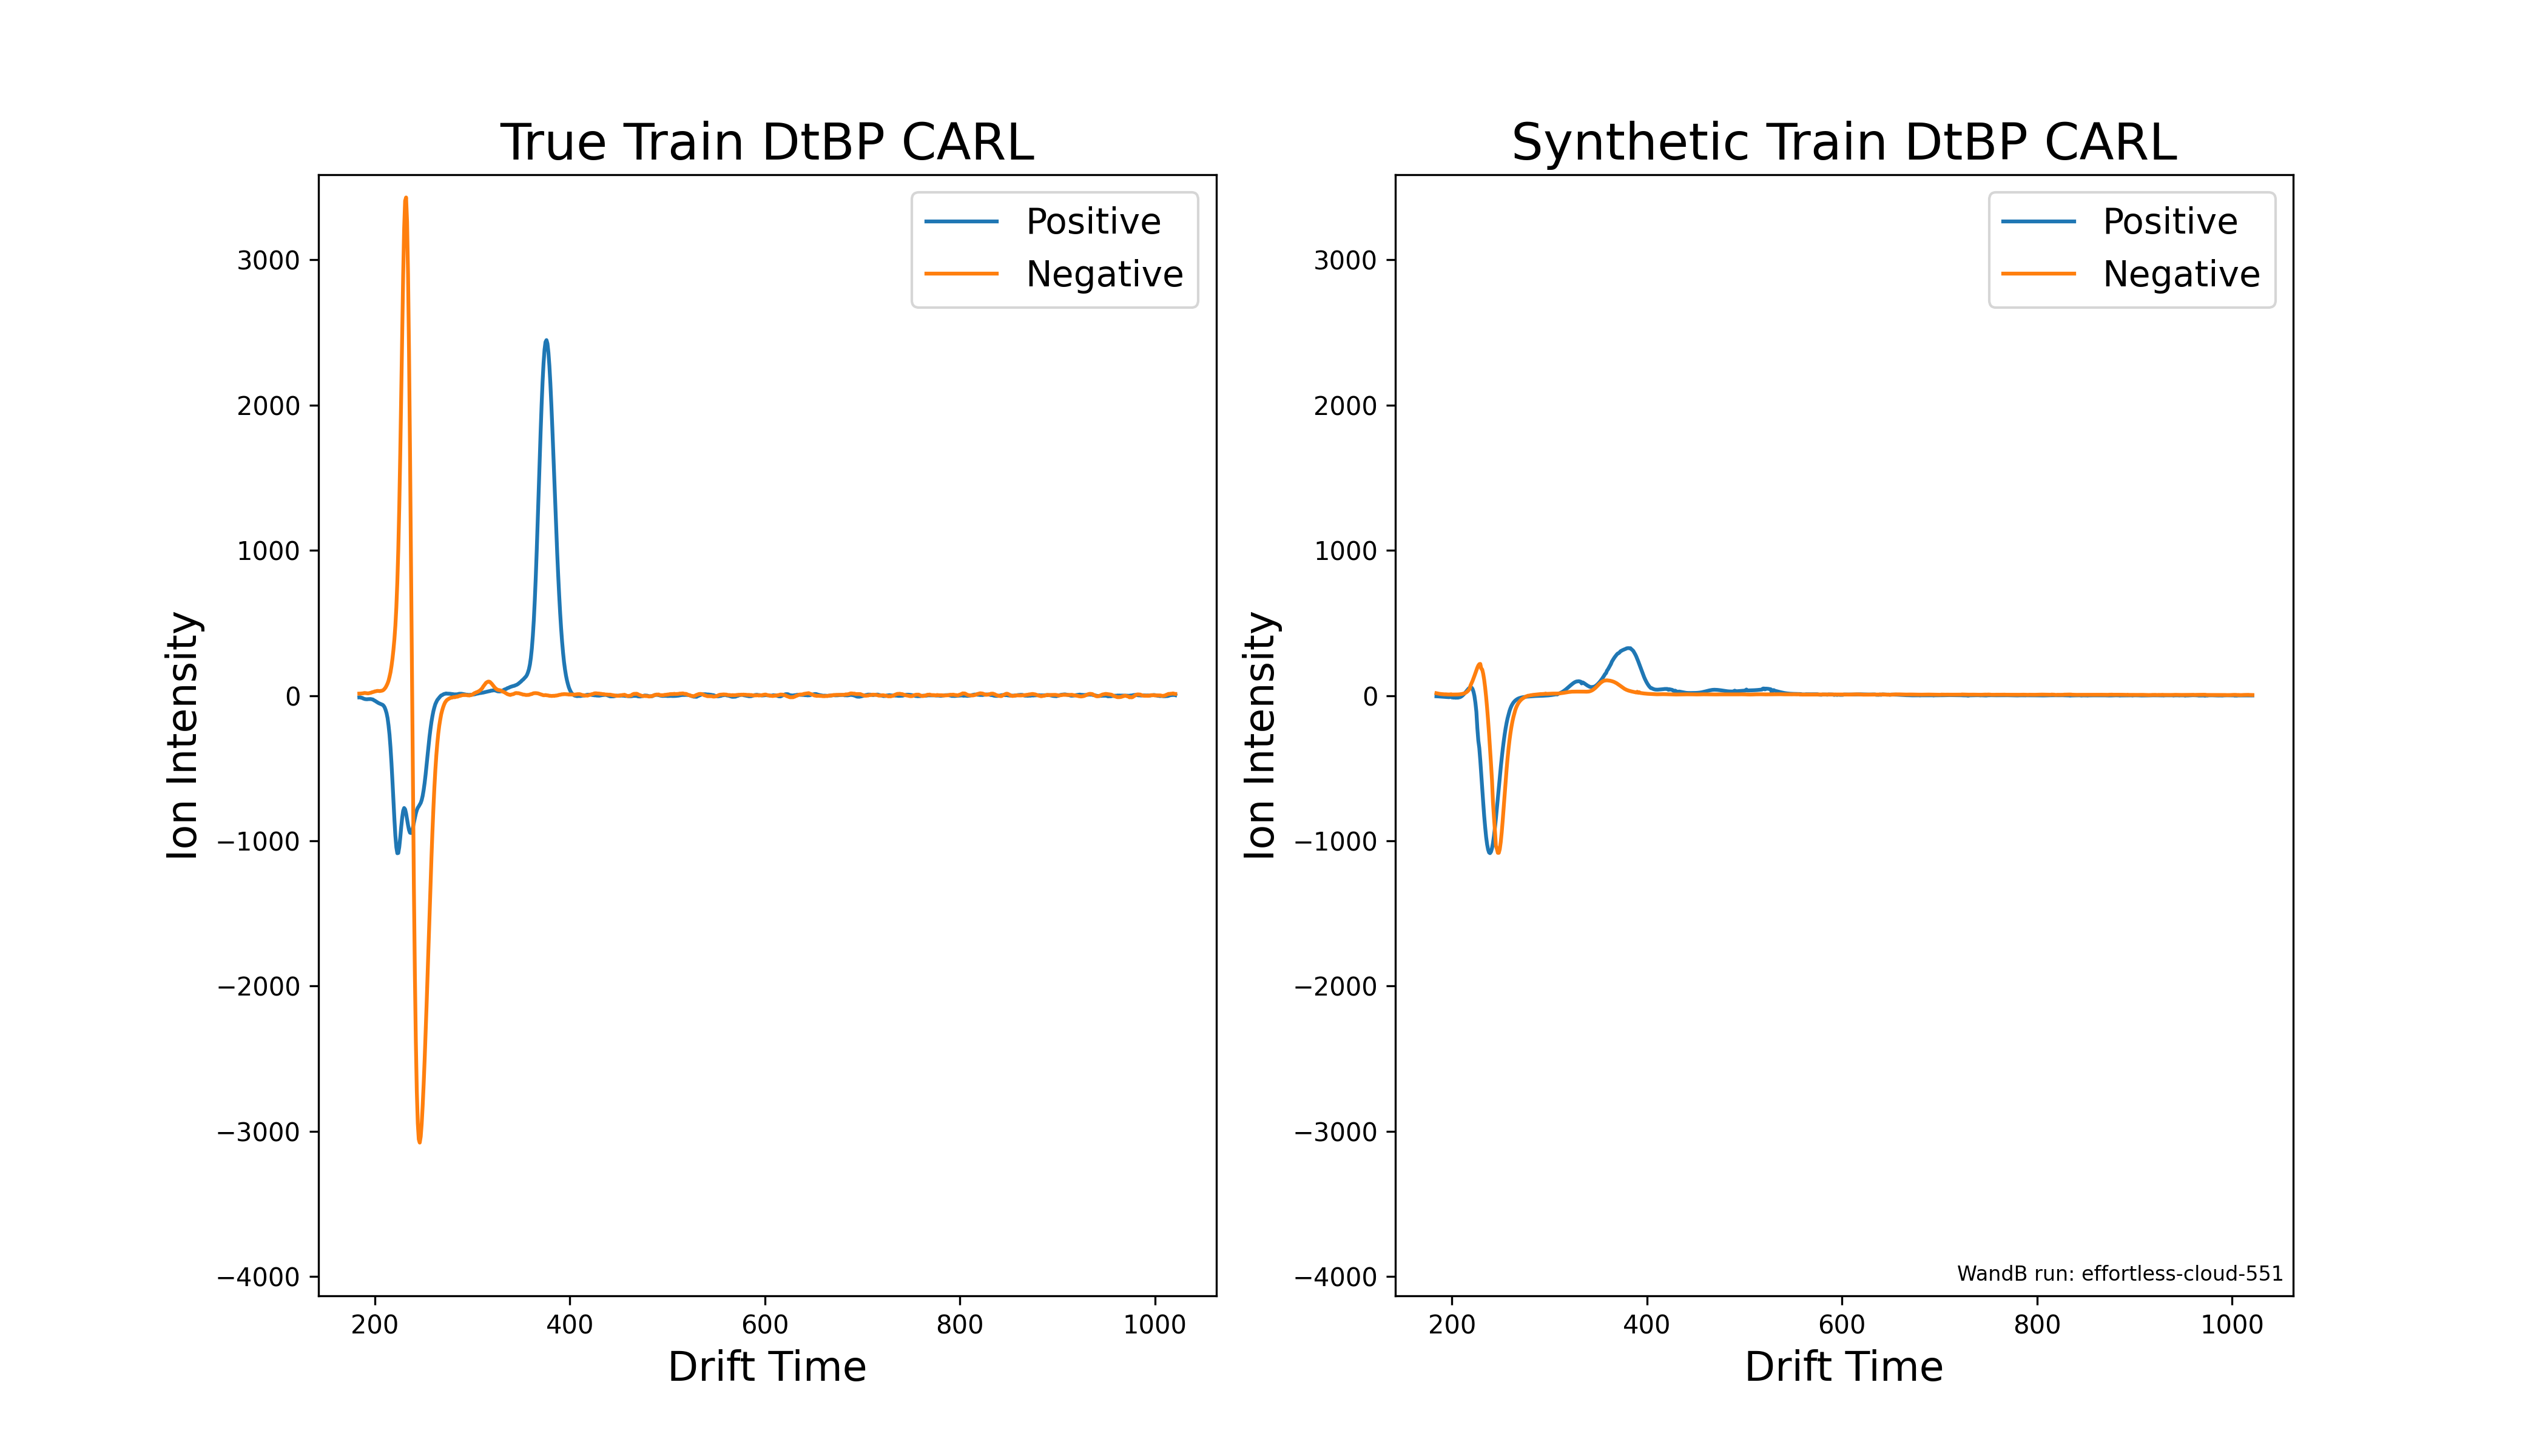 True Train DtBP CARL
Positive
Negative
3000
2000
1000
0
−1000
−2000
−3000
−4000
Ion Intensity
200 400 600 800 1000
Drift Time
Synthetic Train DtBP CARL
Positive
Negative
3000
2000
1000
0
−1000
−2000
−3000
−4000
Ion Intensity
WandB run: effortless-cloud-551
200 400 600 800 1000
Drift Time